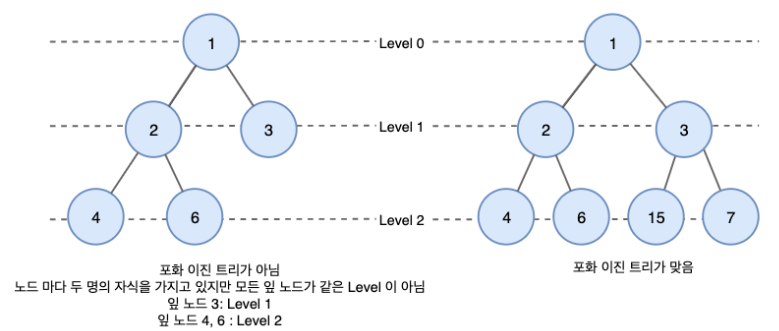 1
Level 0
1
2
3
Level 1
2
3
4
6
Level 2
4
6
15
7
포화 이진 트리가 아님
노드 마다 두 명의 자식을 가지고 있지만 모든 잎 노드가 같은 Level 이 아님
잎 노드 3: Level 1
잎 노드 4, 6 : Level 2
포화 이진 트리가 맞음